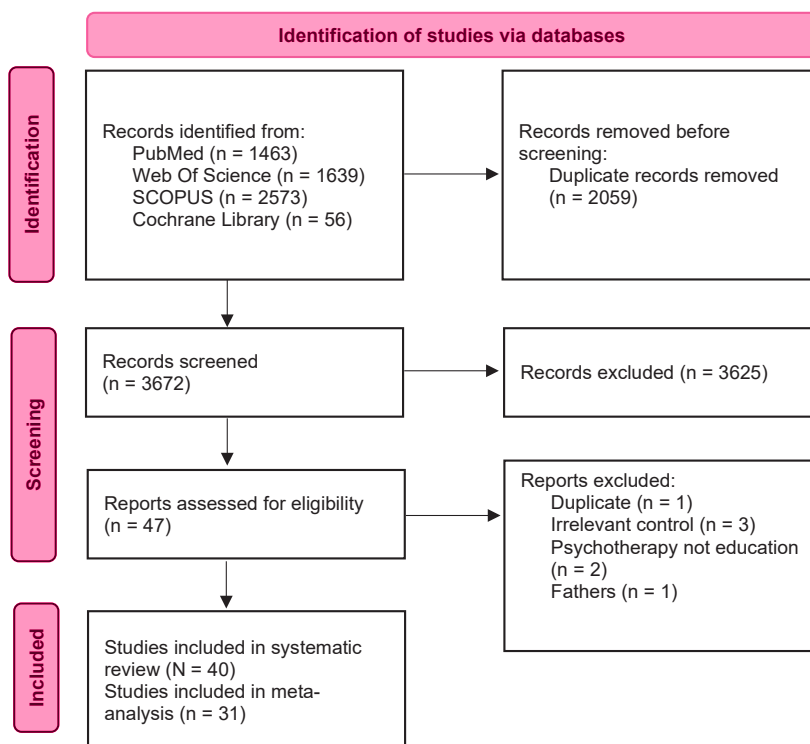 Identification of studies via databases
Identification
Records identified from:
PubMed (n = 1463)
Web Of Science (n = 1639)
SCOPUS (n = 2573)
Cochrane Library (n = 56)
Records removed before
screening:
Duplicate records removed
(n = 2059)
Screening
Records screened
(n = 3672)
Records excluded (n = 3625)
Reports assessed for eligibility
(n = 47)
Reports excluded:
Duplicate (n = 1)
Irrelevant control (n = 3)
Psychotherapy not education
(n = 2)
Fathers (n = 1)
Included
Studies included in systematic
review (N = 40)
Studies included in meta-
analysis (n = 31)